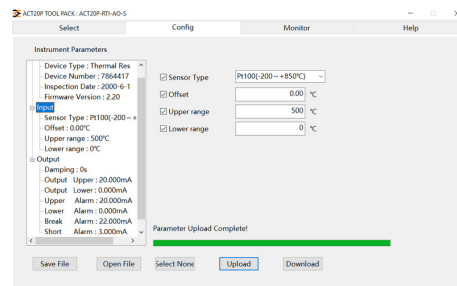 ACT20P TOOL PACK : ACT20P-RTI-AO-S
Select
Config
Monitor
Help
Instrument Parameters
Device Type : Thermal Res
Device Number : 7864417
Inspection Date : 2000-6-1
Firmware Version : 2.20
Input
Sensor Type : Pt100(-200 ~ +
Offset : 0.00℃
Upper range : 500℃
Lower range : 0℃
Output
Damping : 0s
Output Upper : 20.000mA
Output Lower : 0.000mA
Upper Alarm : 20.000mA
Lower Alarm : 0.000mA
Break Alarm : 22.000mA
Short Alarm : 3.000mA
Sensor Type Pt100(-200~+850℃)
Offset 0.00 ℃
Upper range 500 ℃
Lower range 0 ℃
Parameter Upload Complete!
Save File
Open File
Select None
Upload
Download